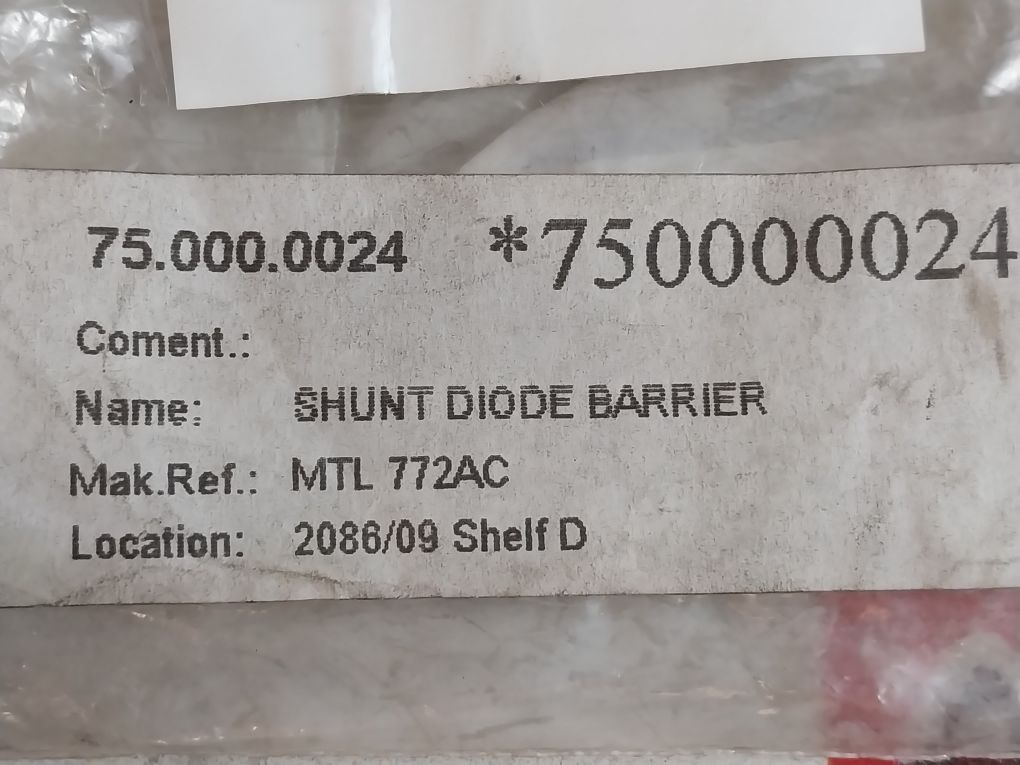 75.000.0024 *750000024
Coment.:
Name: SHUNT DIODE BARRIER
Mak.Ref.: MTL 772AC
Location: 2086/09 Shelf D